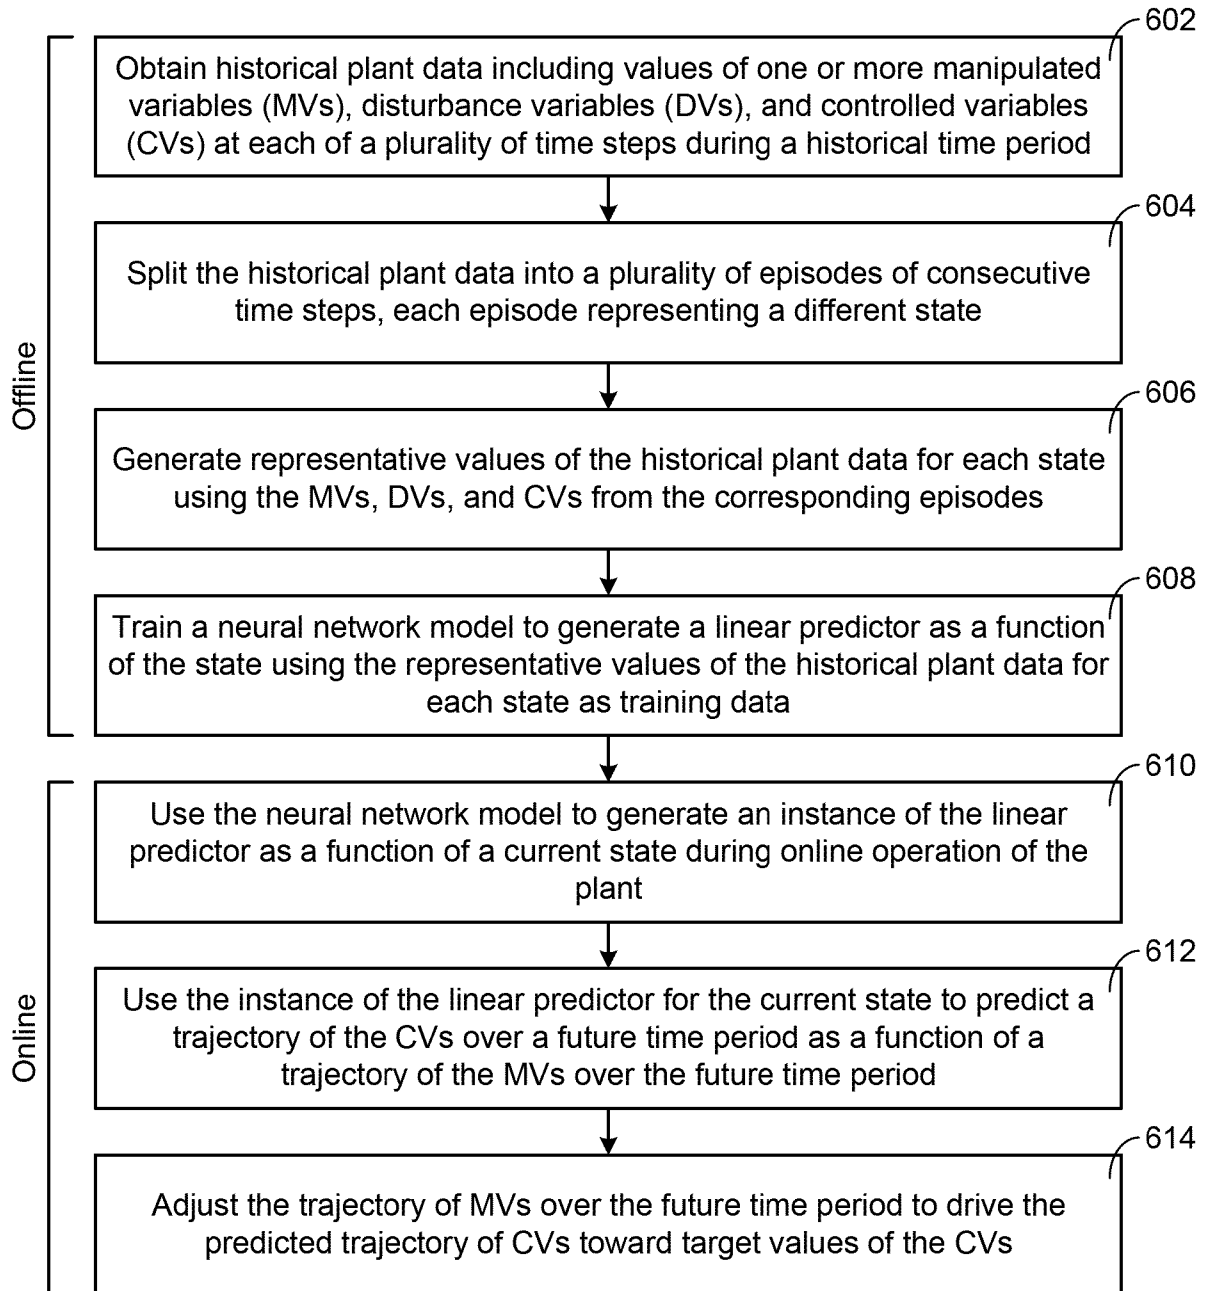 602
Obtain historical plant data including values of one or more manipulated
variables (MVs), disturbance variables (DVs), and controlled variables
(CVs) at each of a plurality of time steps during a historical time period
604
Split the historical plant data into a plurality of episodes of consecutive
time steps, each episode representing a different state
Offline
606
Generate representative values of the historical plant data for each state
using the MVs, DVs, and CVs from the corresponding episodes
608
Train a neural network model to generate a linear predictor as a function
of the state using the representative values of the historical plant data for
each state as training data
610
Use the neural network model to generate an instance of the linear
predictor as a function of a current state during online operation of the
plant
Online
612
Use the instance of the linear predictor for the current state to predict a
trajectory of the CVs over a future time period as a function of a
trajectory of the MVs over the future time period
614
Adjust the trajectory of MVs over the future time period to drive the
predicted trajectory of CVs toward target values of the CVs